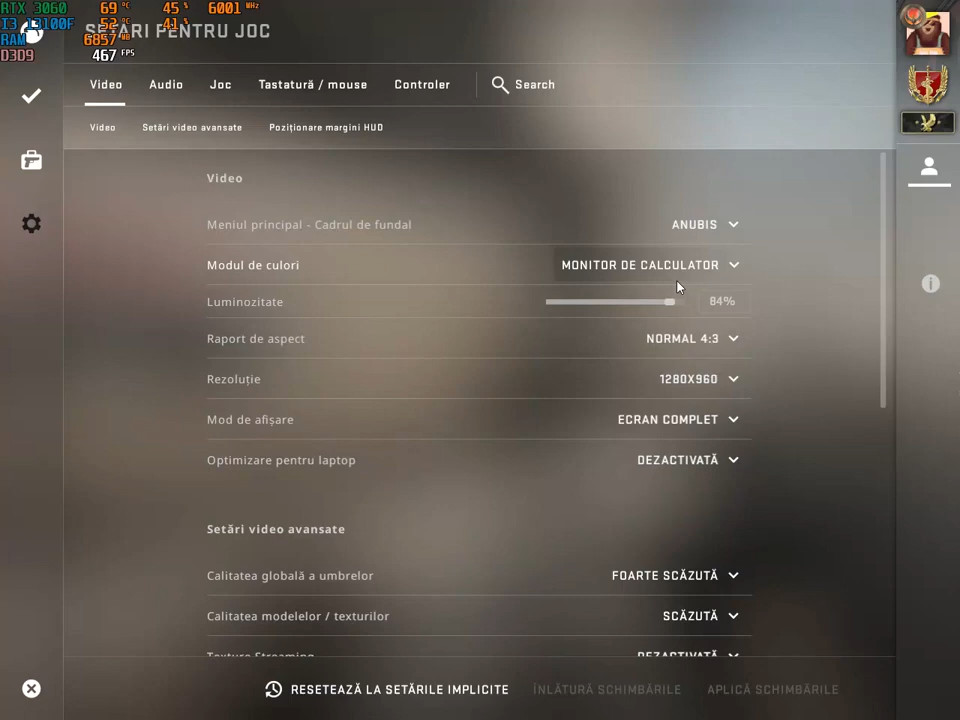 RTX 3060 69 °C 45 % 6001 MHz
I3 13100F 52 °C 41 %
RAM 6857 MB
D3D9 467 FPS
SETĂRI PENTRU JOC
Video Audio Joc Tastatură / mouse Controler Search
Video Setări video avansate Poziționare margini HUD
Video
Meniul principal - Cadrul de fundal ANUBIS
Modul de culori MONITOR DE CALCULATOR
Luminozitate 84%
Raport de aspect NORMAL 4:3
Rezoluție 1280X960
Mod de afișare ECRAN COMPLET
Optimizare pentru laptop DEZACTIVATĂ
Setări video avansate
Calitatea globală a umbrelor FOARTE SCĂZUTĂ
Calitatea modelelor / texturilor SCĂZUTĂ
Texture Streaming DEZACTIVATĂ
RESETEAZĂ LA SETĂRILE IMPLICITE ÎNLĂTURĂ SCHIMBĂRILE APLICĂ SCHIMBĂRILE